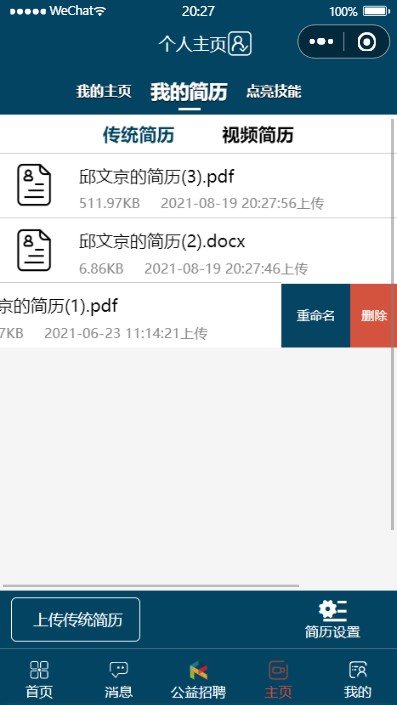 WeChat 20:27 100%
个人主页
我的主页 我的简历 点亮技能
传统简历 视频简历
邱文京的简历(3).pdf
511.97KB 2021-08-19 20:27:56上传
邱文京的简历(2).docx
6.86KB 2021-08-19 20:27:46上传
京的简历(1).pdf 重命名 删除
7KB 2021-06-23 11:14:21上传
上传传统简历 简历设置
首页 消息 公益招聘 主页 我的